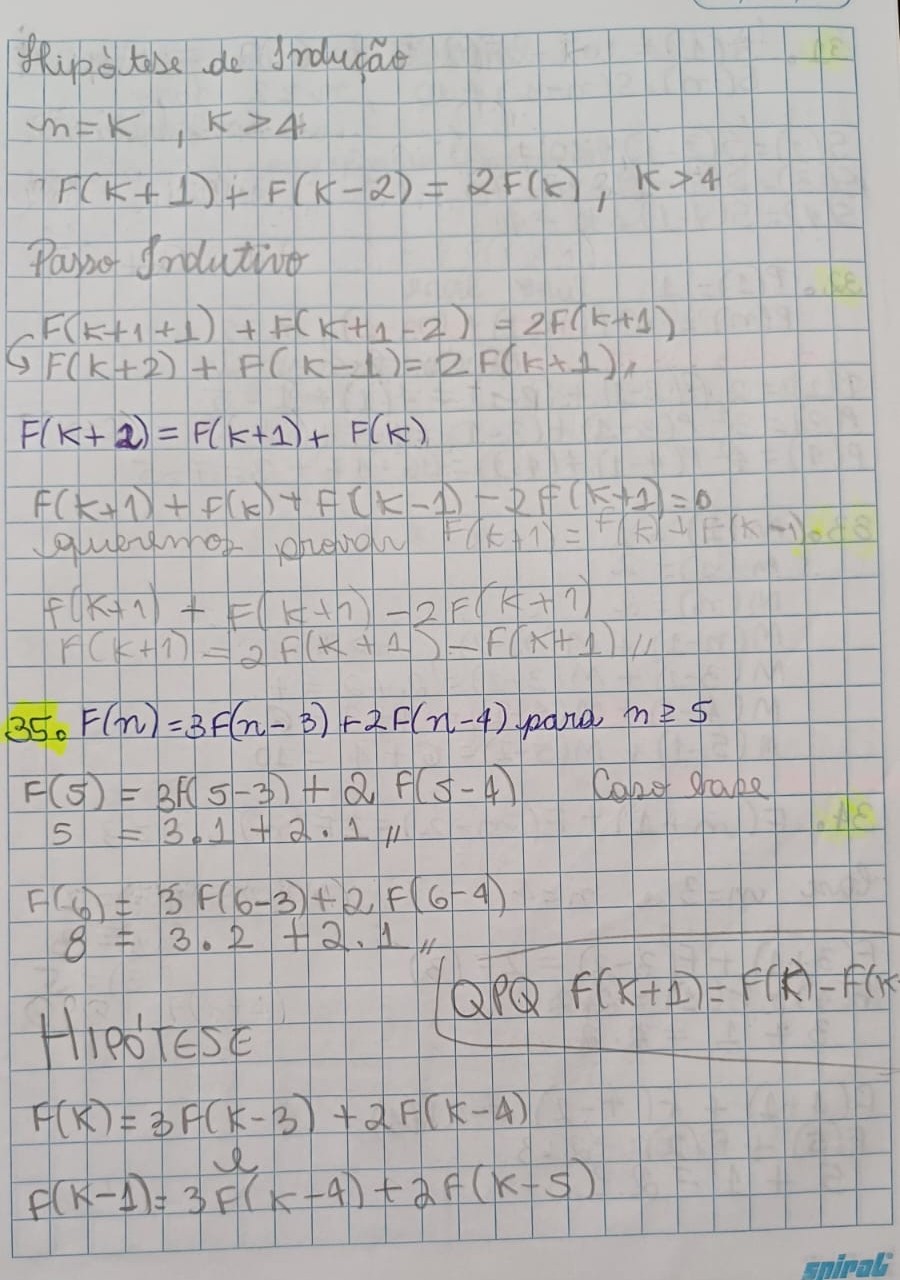 Hipótese de Indução
n=K , K>4
F(K+1)+F(K-2)=2F(K), K>4
Passo Indutivo
F(K+1+1) + F(K+1-2) = 2F(K+1)
F(K+2) + F(K-1)=2F(K+1)//
F(K+2)=F(K+1)+F(K)
F(K+1)+F(K)+F(K-1)-2F(K+1)=0
queremos provar F(K+1)=F(K)+F(K-1)
F(K+1) + F(K+1)-2F(K+1)
F(K+1)=2F(K+1)-F(K+1)//
35. F(n)=3F(n-3)+2F(n-4) para n≥5
F(5) = 3F(5-3)+2F(5-4) Caso base
5 = 3.1+2.1//
F(6) = 3F(6-3)+2F(6-4)
8 = 3.2 +2.1//
QPQ F(K+1)=F(K)-F(K
HIPÓTESE
F(K)=3F(K-3)+2F(K-4)
e
F(K-1)=3F(K-4)+2F(K-5)
spiral